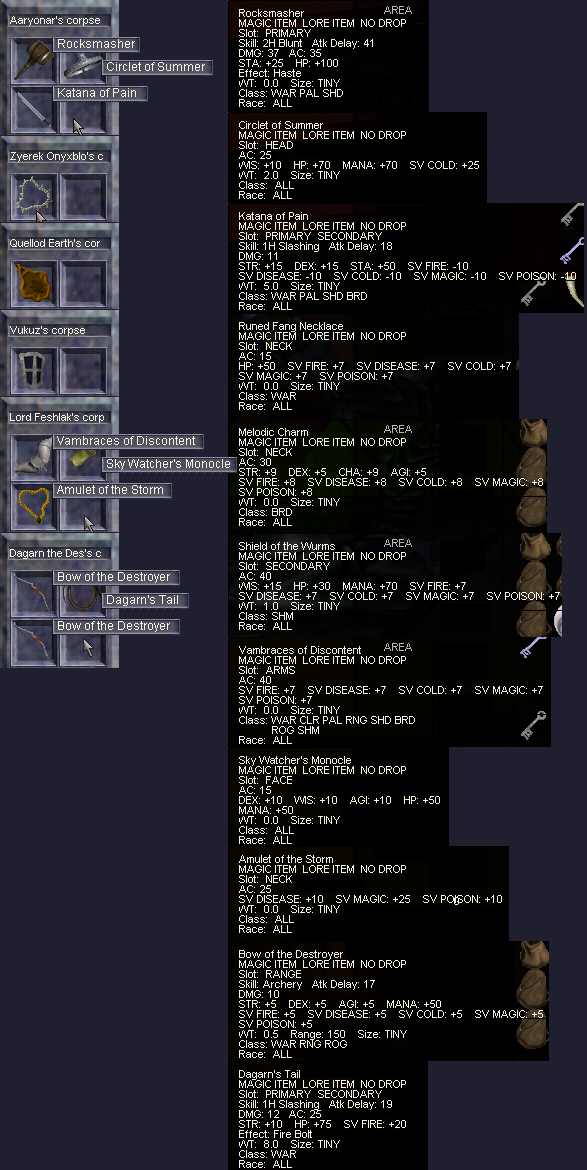 Aaryonar's corpse
Rocksmasher
Circlet of Summer
Katana of Pain
Zyerek Onyxblo's c
Quellod Earth's cor
Vukuz's corpse
Lord Feshlak's corp
Vambraces of Discontent
Sky Watcher's Monocle
Amulet of the Storm
Dagarn the Des's c
Bow of the Destroyer
Dagarn's Tail
Bow of the Destroyer
Rocksmasher
AREA
MAGIC ITEM LORE ITEM NO DROP
Slot: PRIMARY
Skill: 2H Blunt Atk Delay: 41
DMG: 37 AC: 35
STA: +25 HP: +100
Effect: Haste
WT: 0.0 Size: TINY
Class: WAR PAL SHD
Race: ALL
Circlet of Summer
MAGIC ITEM LORE ITEM NO DROP
Slot: HEAD
AC: 25
WIS: +10 HP: +70 MANA: +70 SV COLD: +25
WT: 2.0 Size: TINY
Class: ALL
Race: ALL
Katana of Pain
MAGIC ITEM LORE ITEM NO DROP
Slot: PRIMARY SECONDARY
Skill: 1H Slashing Atk Delay: 18
DMG: 11
STR: +15 DEX: +15 STA: +50 SV FIRE: -10
SV DISEASE: -10 SV COLD: -10 SV MAGIC: -10 SV POISON: -10
WT: 5.0 Size: TINY
Class: WAR PAL SHD BRD
Race: ALL
Runed Fang Necklace
MAGIC ITEM LORE ITEM NO DROP
Slot: NECK
AC: 15
HP: +50 SV FIRE: +7 SV DISEASE: +7 SV COLD: +7
SV MAGIC: +7 SV POISON: +7
WT: 0.0 Size: TINY
Class: WAR
Race: ALL
Melodic Charm
AREA
MAGIC ITEM LORE ITEM NO DROP
Slot: NECK
AC: 30
STR: +9 DEX: +5 CHA: +9 AGI: +5
SV FIRE: +8 SV DISEASE: +8 SV COLD: +8 SV MAGIC: +8
SV POISON: +8
WT: 0.0 Size: TINY
Class: BRD
Race: ALL
Shield of the Wurms
AREA
MAGIC ITEM LORE ITEM NO DROP
Slot: SECONDARY
AC: 40
WIS: +15 HP: +30 MANA: +70 SV FIRE: +7
SV DISEASE: +7 SV COLD: +7 SV MAGIC: +7 SV POISON: +7
WT: 1.0 Size: TINY
Class: SHM
Race: ALL
Vambraces of Discontent
AREA
MAGIC ITEM LORE ITEM NO DROP
Slot: ARMS
AC: 40
SV FIRE: +7 SV DISEASE: +7 SV COLD: +7 SV MAGIC: +7
SV POISON: +7
WT: 0.0 Size: TINY
Class: WAR CLR PAL RNG SHD BRD
ROG SHM
Race: ALL
Sky Watcher's Monocle
MAGIC ITEM LORE ITEM NO DROP
Slot: FACE
AC: 15
DEX: +10 WIS: +10 AGI: +10 HP: +50
MANA: +50
WT: 0.0 Size: TINY
Class: ALL
Race: ALL
Amulet of the Storm
MAGIC ITEM LORE ITEM NO DROP
Slot: NECK
AC: 25
SV DISEASE: +10 SV MAGIC: +25 SV POISON: +10
WT: 0.0 Size: TINY
Class: ALL
Race: ALL
Bow of the Destroyer
MAGIC ITEM LORE ITEM NO DROP
Slot: RANGE
Skill: Archery Atk Delay: 17
DMG: 10
STR: +5 DEX: +5 AGI: +5 MANA: +50
SV FIRE: +5 SV DISEASE: +5 SV COLD: +5 SV MAGIC: +5
SV POISON: +5
WT: 0.5 Range: 150 Size: TINY
Class: WAR RNG ROG
Race: ALL
Dagarn's Tail
MAGIC ITEM LORE ITEM NO DROP
Slot: PRIMARY SECONDARY
Skill: 1H Slashing Atk Delay: 19
DMG: 12 AC: 25
STR: +10 HP: +75 SV FIRE: +20
Effect: Fire Bolt
WT: 8.0 Size: TINY
Class: WAR
Race: ALL